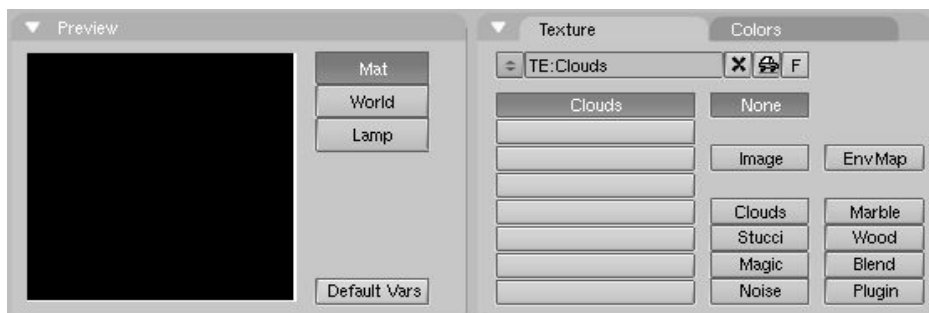 Preview
Mat
World
Lamp
Default Vars
Texture Colors
TE:Clouds F
Clouds None
Image EnvMap
Clouds Marble
Stucci Wood
Magic Blend
Noise Plugin